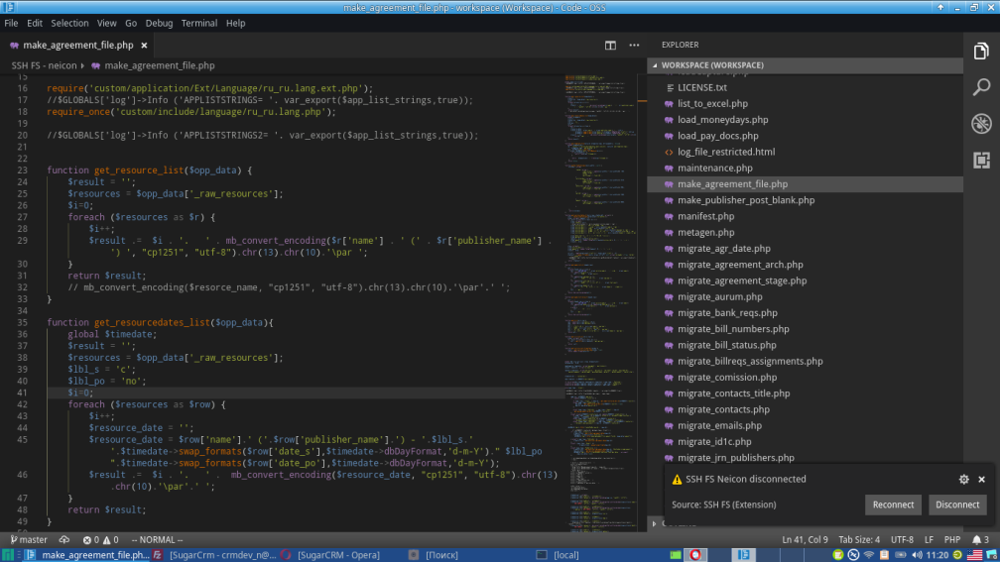 make_agreement_file.php - workspace (Workspace) - Code - OSS
File Edit Selection View Go Debug Terminal Help
make_agreement_file.php
SSH FS - neicon make_agreement_file.php
15
16 require('custom/application/Ext/Language/ru_ru.lang.ext.php');
17 //$GLOBALS['log']->Info ('APPLISTSTRINGS= '. var_export($app_list_strings,true));
18 require_once('custom/include/language/ru_ru.lang.php');
19
20 //$GLOBALS['log']->Info ('APPLISTSTRINGS2= '. var_export($app_list_strings,true));
21
22
23 function get_resource_list($opp_data) {
24 $result = '';
25 $resources = $opp_data['_raw_resources'];
26 $i=0;
27 foreach ($resources as $r) {
28 $i++;
29 $result .= $i . '. ' . mb_convert_encoding($r['name'] . ' (' . $r['publisher_name'] .
') ', "cp1251", "utf-8").chr(13).chr(10).'\par ';
30 }
31 return $result;
32 // mb_convert_encoding($resorce_name, "cp1251", "utf-8").chr(13).chr(10).'\par'.' ';
33 }
34
35 function get_resourcedates_list($opp_data){
36 global $timedate;
37 $result = '';
38 $resources = $opp_data['_raw_resources'];
39 $lbl_s = 'c';
40 $lbl_po = 'no';
41 $i=0;
42 foreach ($resources as $row) {
43 $i++;
44 $resource_date = '';
45 $resource_date = $row['name'].' ('.$row['publisher_name'].') - '.$lbl_s.'
'.$timedate->swap_formats($row['date_s'],$timedate->dbDayFormat,'d-m-Y')." $lbl_po
".$timedate->swap_formats($row['date_po'],$timedate->dbDayFormat,'d-m-Y');
46 $result .= $i . '. ' . mb_convert_encoding($resource_date, "cp1251", "utf-8").chr(13)
.chr(10).'\par'.' ';
47 }
48 return $result;
49 }
EXPLORER
WORKSPACE (WORKSPACE)
LICENSE.txt
list_to_excel.php
load_moneydays.php
load_pay_docs.php
log_file_restricted.html
maintenance.php
make_agreement_file.php
make_publisher_post_blank.php
manifest.php
metagen.php
migrate_agr_date.php
migrate_agreement_arch.php
migrate_agreement_stage.php
migrate_aurum.php
migrate_bank_reqs.php
migrate_bill_numbers.php
migrate_bill_status.php
migrate_billreqs_assignments.php
migrate_comission.php
migrate_contacts_title.php
migrate_contacts.php
migrate_emails.php
migrate_id1c.php
migrate_jrn_publishers.php
SSH FS Neicon disconnected
Source: SSH FS (Extension) Reconnect Disconnect
master 0 0 -- NORMAL -- Ln 41, Col 9 Tab Size: 4 UTF-8 LF PHP 3
make_agreement_file.ph... [SugarCrm - crmdev_n@... [SugarCRM - Opera] [Поиск] [local] 11:20